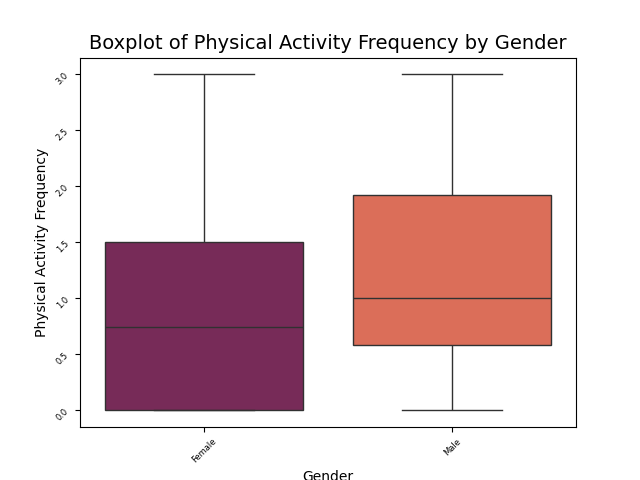 Boxplot of Physical Activity Frequency by Gender
Physical Activity Frequency
3.0
2.5
2.0
1.5
1.0
0.5
0.0
Female
Male
Gender